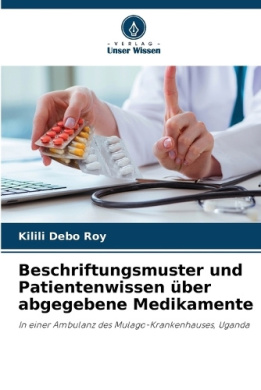 VERLAG
Unser Wissen
Kilili Debo Roy
Beschriftungsmuster und
Patientenwissen über
abgegebene Medikamente
In einer Ambulanz des Mulago-Krankenhauses, Uganda